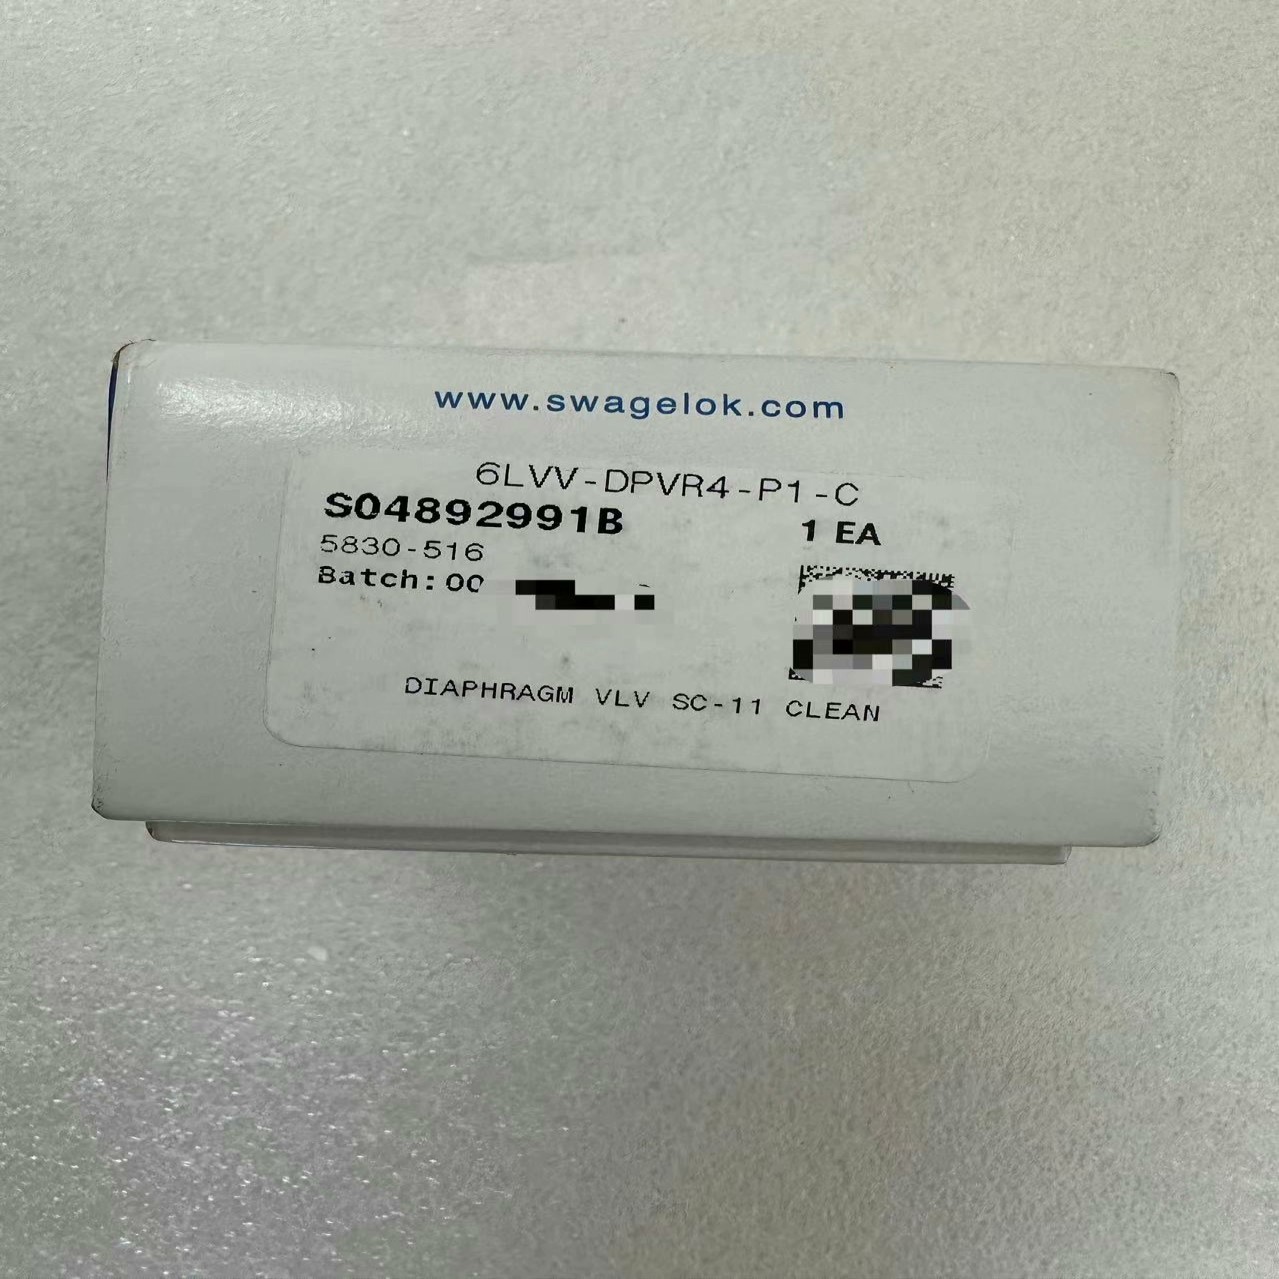 www.swagelok.com
6LVV-DPVR4-P1-C
S04892991B 1 EA
5830-516
Batch:00
DIAPHRAGM VLV SC-11 CLEAN